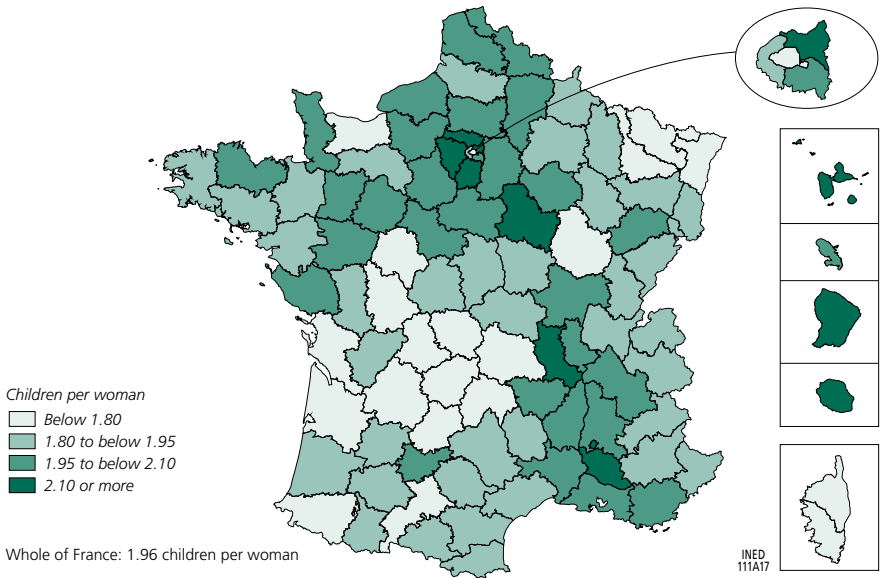 Children per woman
Below 1.80
1.80 to below 1.95
1.95 to below 2.10
2.10 or more
Whole of France: 1.96 children per woman
INED
111A17